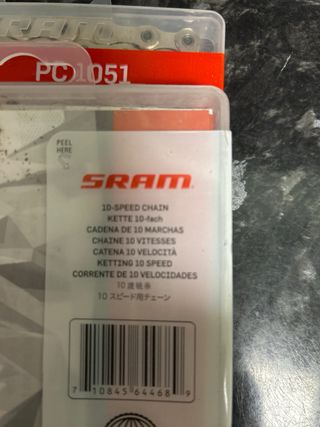 SRAM
PC 1051
PEEL
HERE
SRAM
10-SPEED CHAIN
KETTE 10-fach
CADENA DE 10 MARCHAS
CHAINE 10 VITESSES
CATENA 10 VELOCITÀ
KETTING 10 SPEED
CORRENTE DE 10 VELOCIDADES
10 速链条
10 スピード用チェーン
7 10845 64468 9